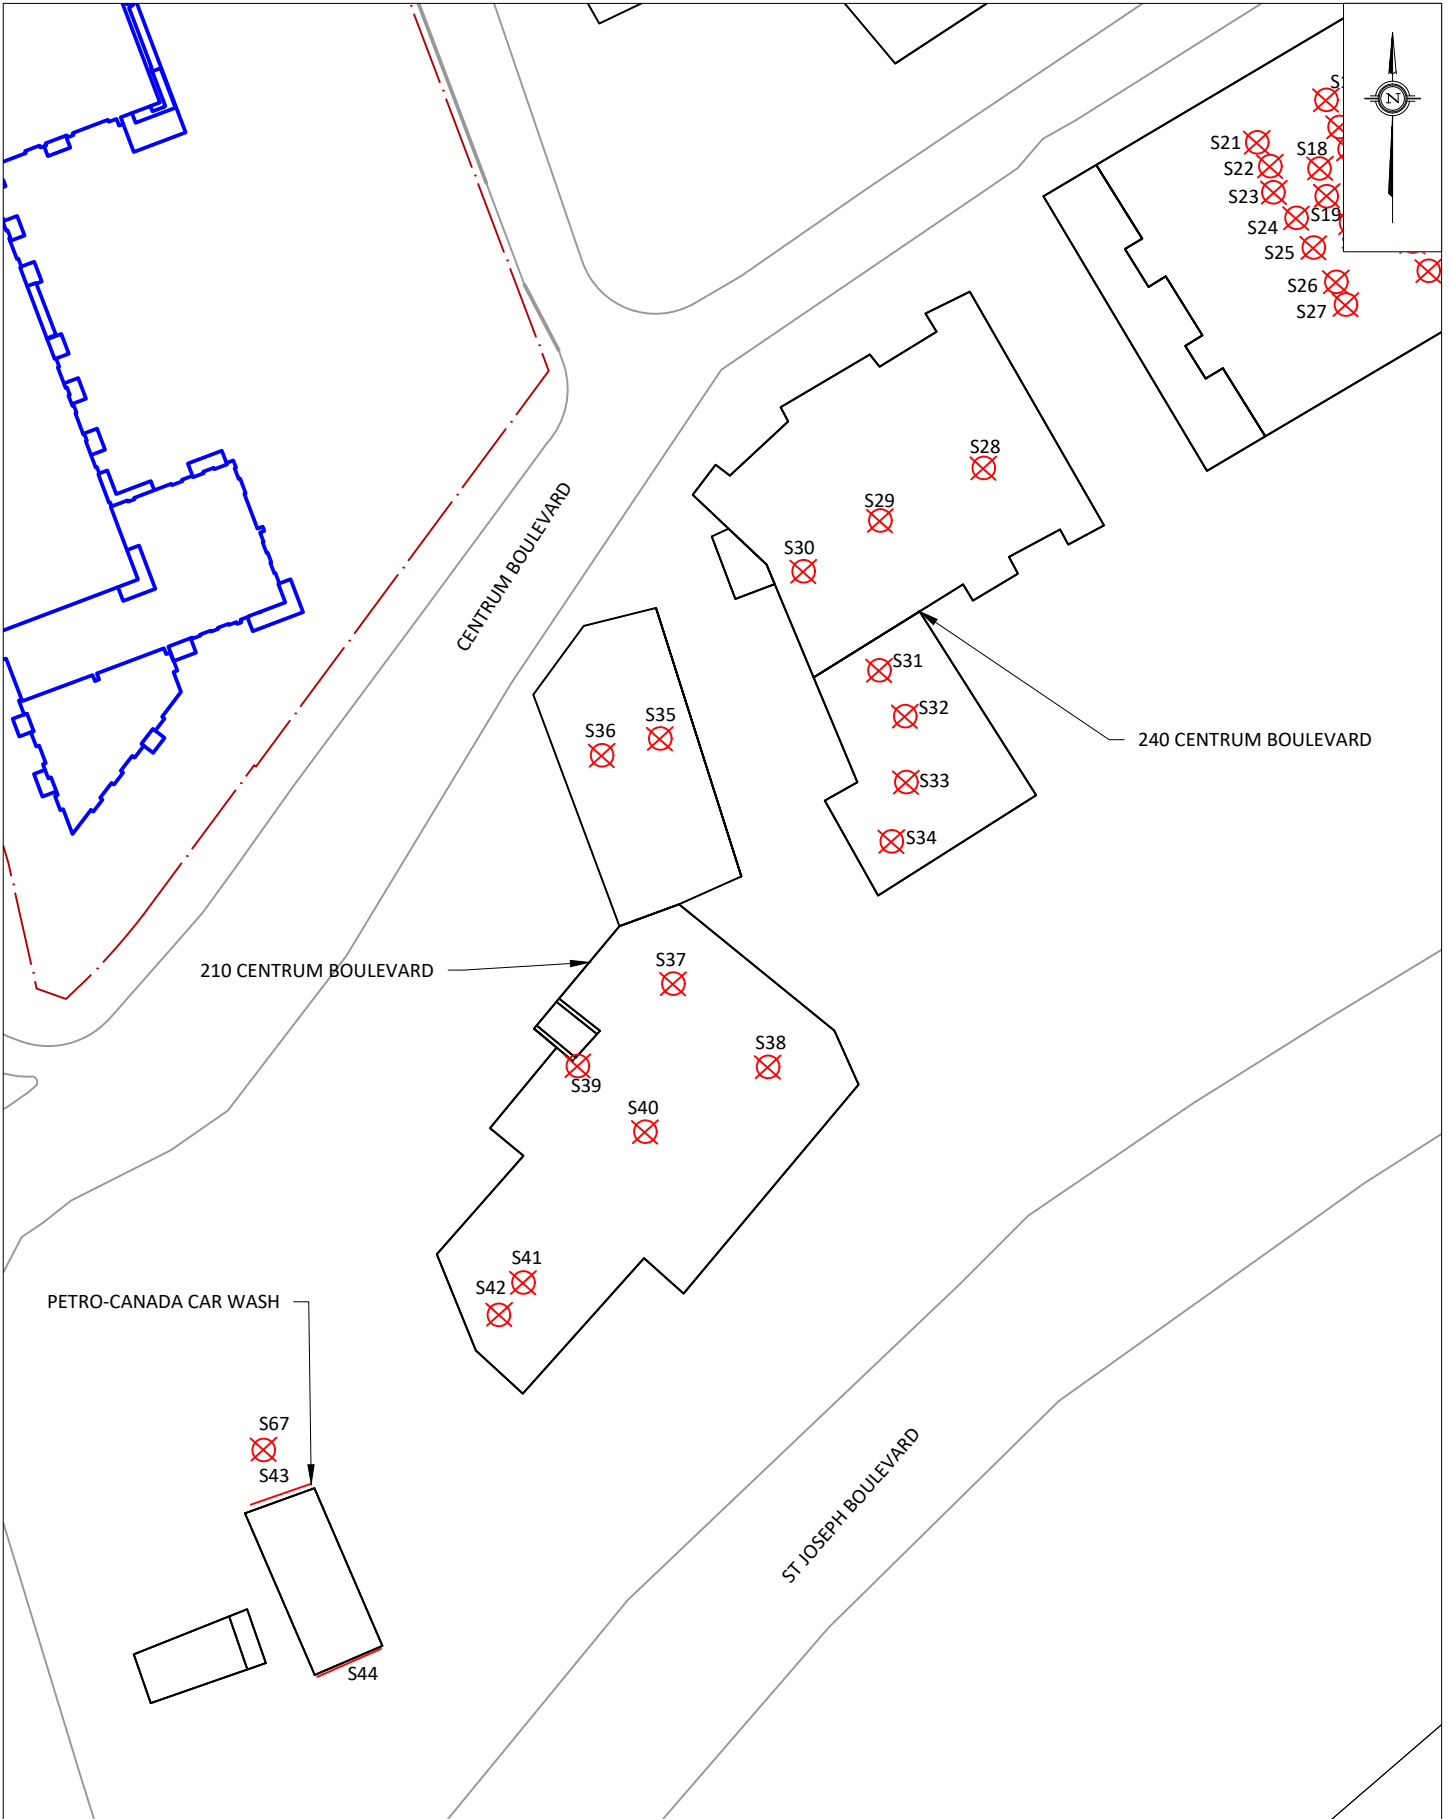 N
S21
S18
S22
S23
S24
S19
S25
S26
S27
S28
S29
S30
CENTRUM BOULEVARD
S31
S32
S35
S36
240 CENTRUM BOULEVARD
S33
S34
210 CENTRUM BOULEVARD
S37
S38
S39
S40
S41
S42
PETRO-CANADA CAR WASH
S67
S43
ST JOSEPH BOULEVARD
S44